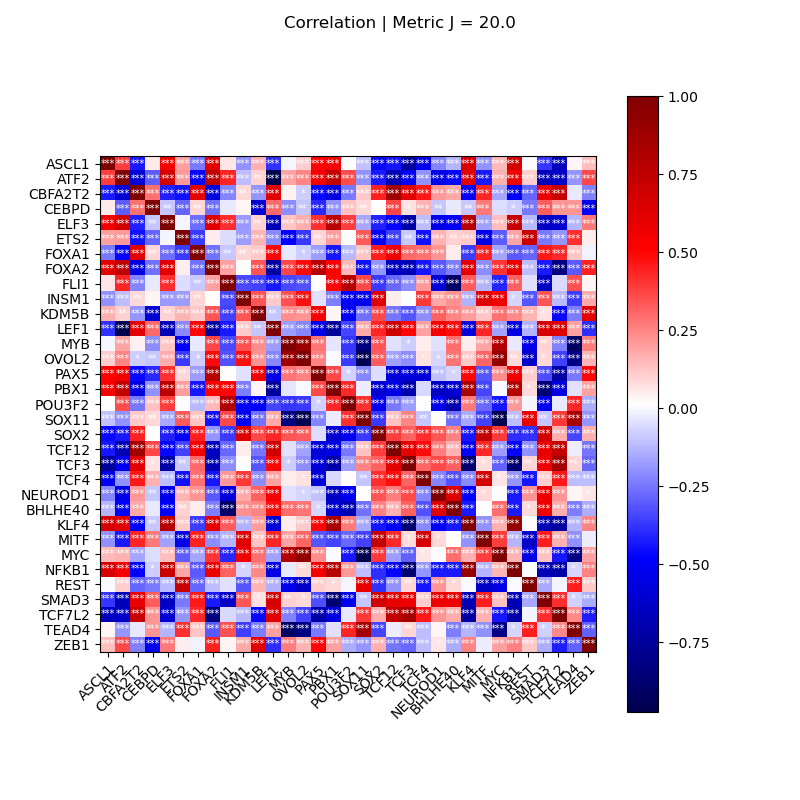 Correlation | Metric J = 20.0
ASCL1
ATF2
CBFA2T2
CEBPD
ELF3
ETS2
FOXA1
FOXA2
FLI1
INSM1
KDM5B
LEF1
MYB
OVOL2
PAX5
PBX1
POU3F2
SOX11
SOX2
TCF12
TCF3
TCF4
NEUROD1
BHLHE40
KLF4
MITF
MYC
NFKB1
REST
SMAD3
TCF7L2
TEAD4
ZEB1
ASCL1
ATF2
CBFA2T2
CEBPD
ELF3
ETS2
FOXA1
FOXA2
FLI1
INSM1
KDM5B
LEF1
MYB
OVOL2
PAX5
PBX1
POU3F2
SOX11
SOX2
TCF12
TCF3
TCF4
NEUROD1
BHLHE40
KLF4
MITF
MYC
NFKB1
REST
SMAD3
TCF7L2
TEAD4
ZEB1
1.00
0.75
0.50
0.25
0.00
−0.25
−0.50
−0.75